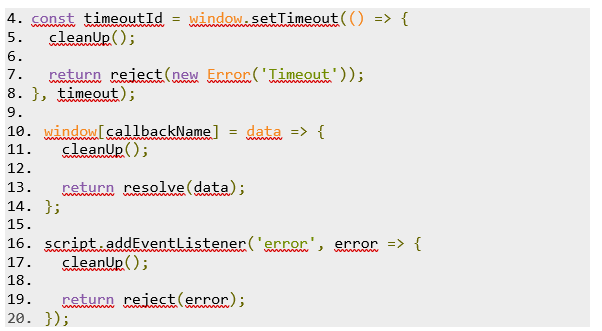 4. const timeoutId = window.setTimeout(() => {
5.   cleanUp();
6.
7.   return reject(new Error('Timeout'));
8. }, timeout);
9.
10. window[callbackName] = data => {
11.   cleanUp();
12.
13.   return resolve(data);
14. };
15.
16. script.addEventListener('error', error => {
17.   cleanUp();
18.
19.   return reject(error);
20. });